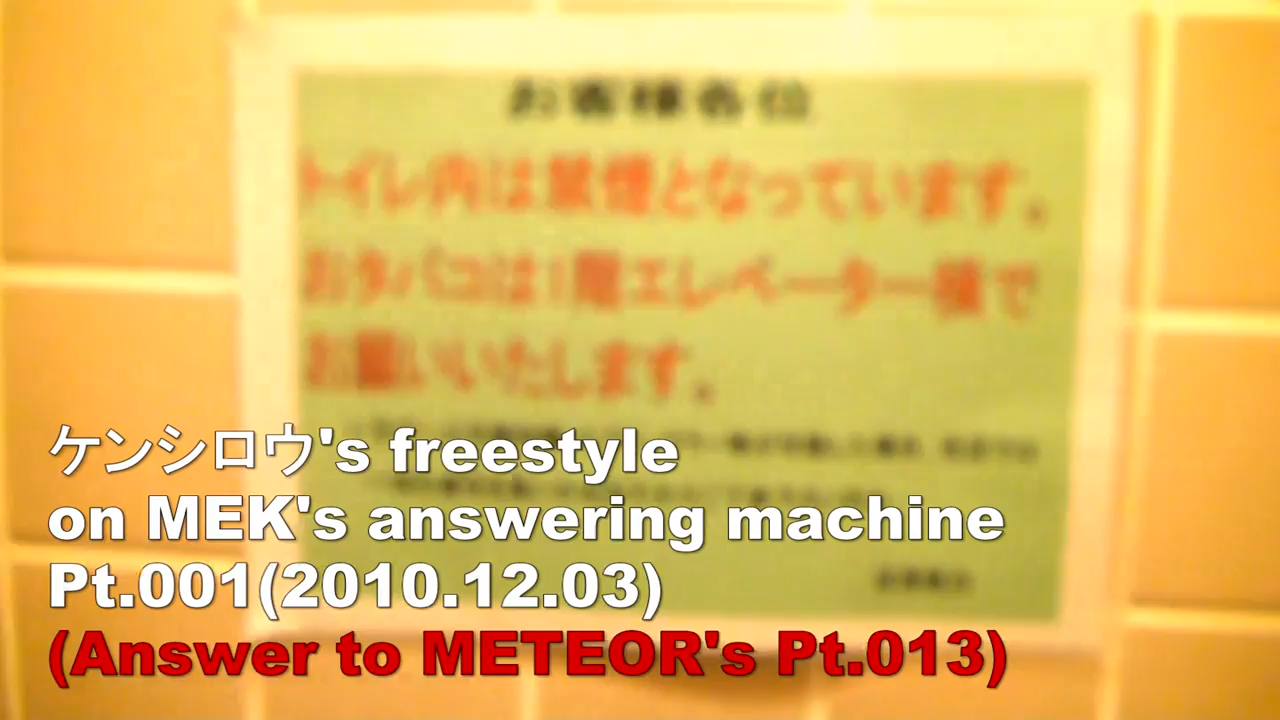 お客様各位
トイレ内は禁煙となっています。
おタバコは1階エレベーター横で
お願いいたします。
ケンシロウ's freestyle
on MEK's answering machine
Pt.001(2010.12.03)
(Answer to METEOR's Pt.013)